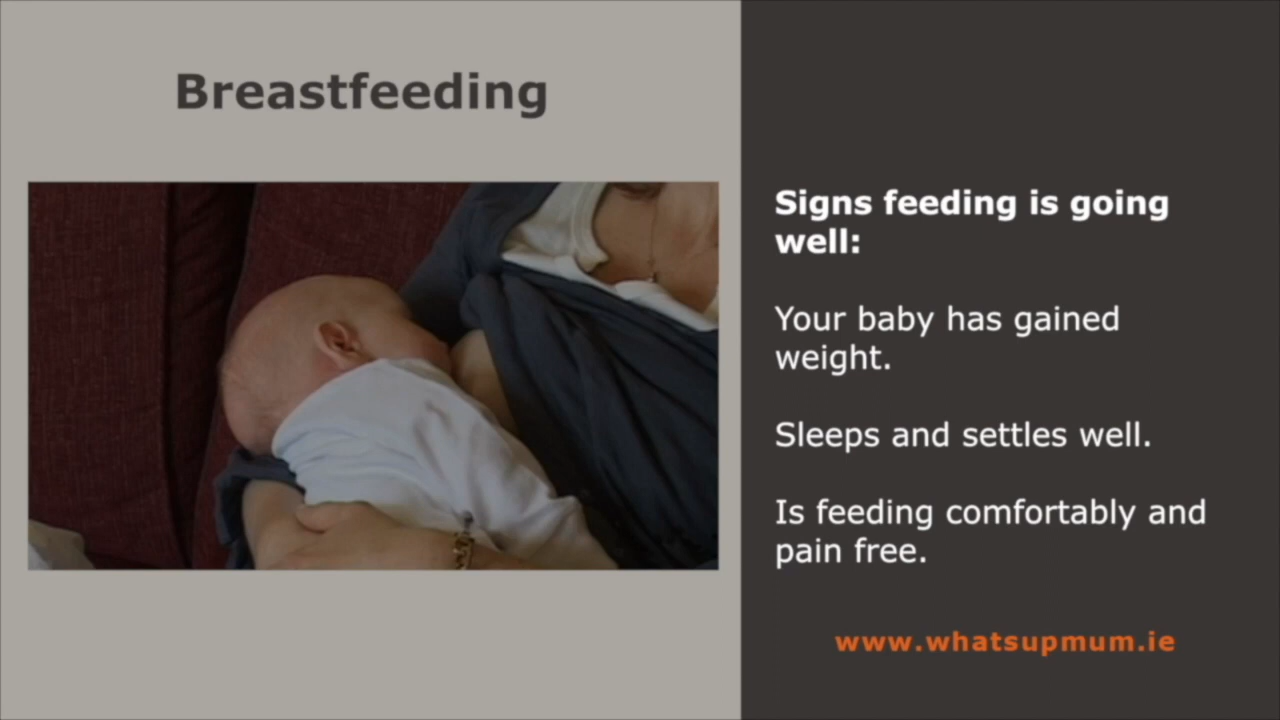 Breastfeeding
Signs feeding is going
well:
Your baby has gained
weight.
Sleeps and settles well.
Is feeding comfortably and
pain free.
www.whatsupmum.ie